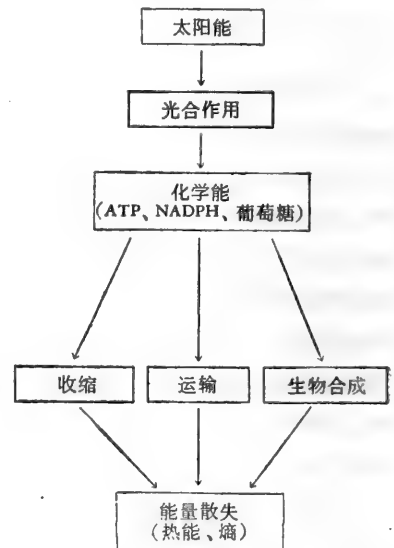 太阳能
光合作用
化学能
(ATP、NADPH、葡萄糖)
收缩
运输
生物合成
能量散失
(热能、熵)